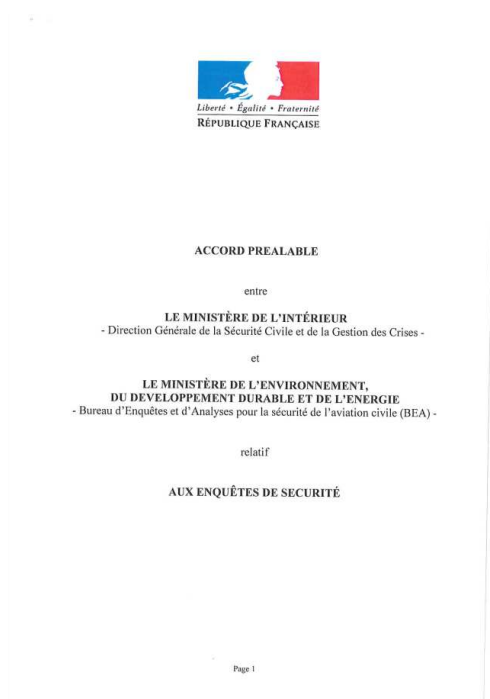 Liberté • Égalité • Fraternité
RÉPUBLIQUE FRANÇAISE
ACCORD PREALABLE
entre
LE MINISTÈRE DE L'INTÉRIEUR
- Direction Générale de la Sécurité Civile et de la Gestion des Crises -
et
LE MINISTÈRE DE L'ENVIRONNEMENT,
DU DEVELOPPEMENT DURABLE ET DE L'ENERGIE
- Bureau d'Enquêtes et d'Analyses pour la sécurité de l'aviation civile (BEA) -
relatif
AUX ENQUÊTES DE SECURITÉ
Page 1